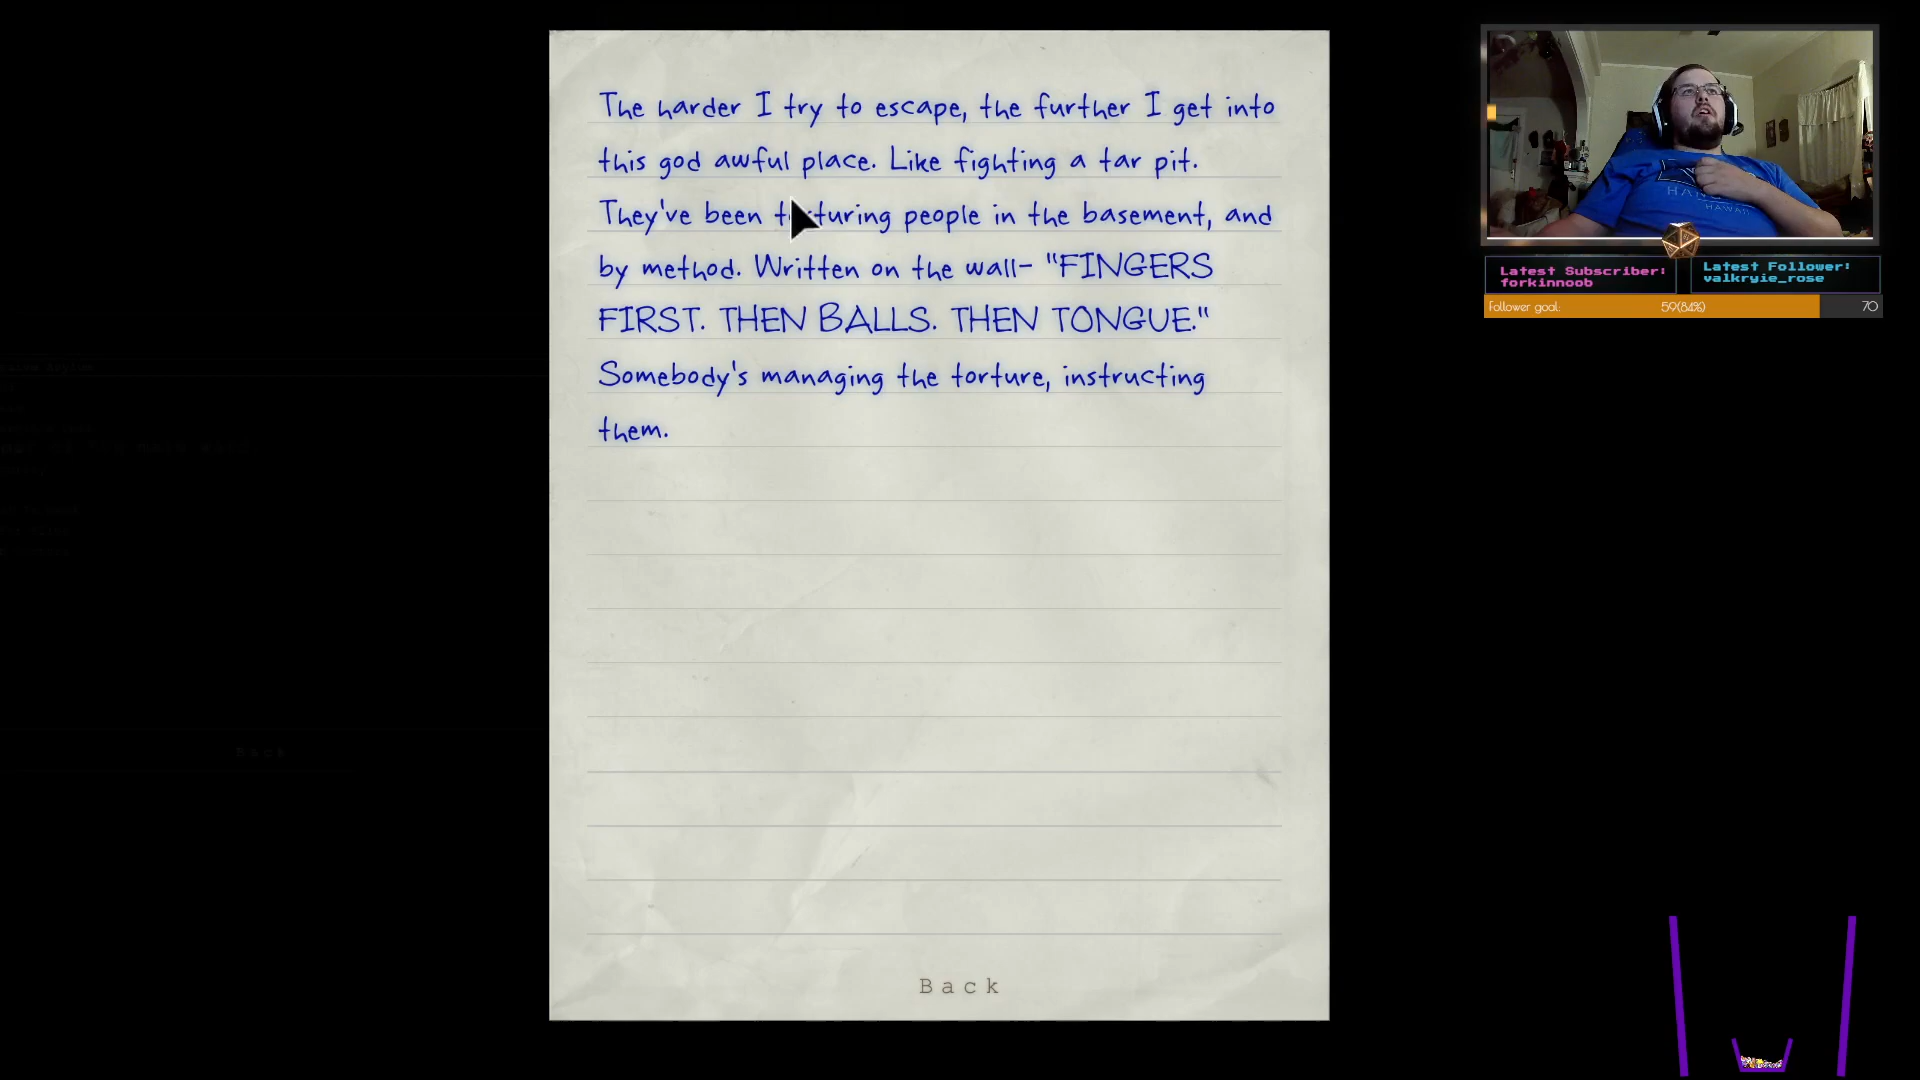 The harder I try to escape, the further I get into
this god awful place. Like fighting a tar pit.
They've been torturing people in the basement, and
by method. Written on the wall- "FINGERS
FIRST. THEN BALLS. THEN TONGUE."
Somebody's managing the torture, instructing
them.
Back
Back
Latest Subscriber:
forkinnoob
Latest Follower:
valkryie_rose
Follower goal: 59(84%) 70
HAWAII